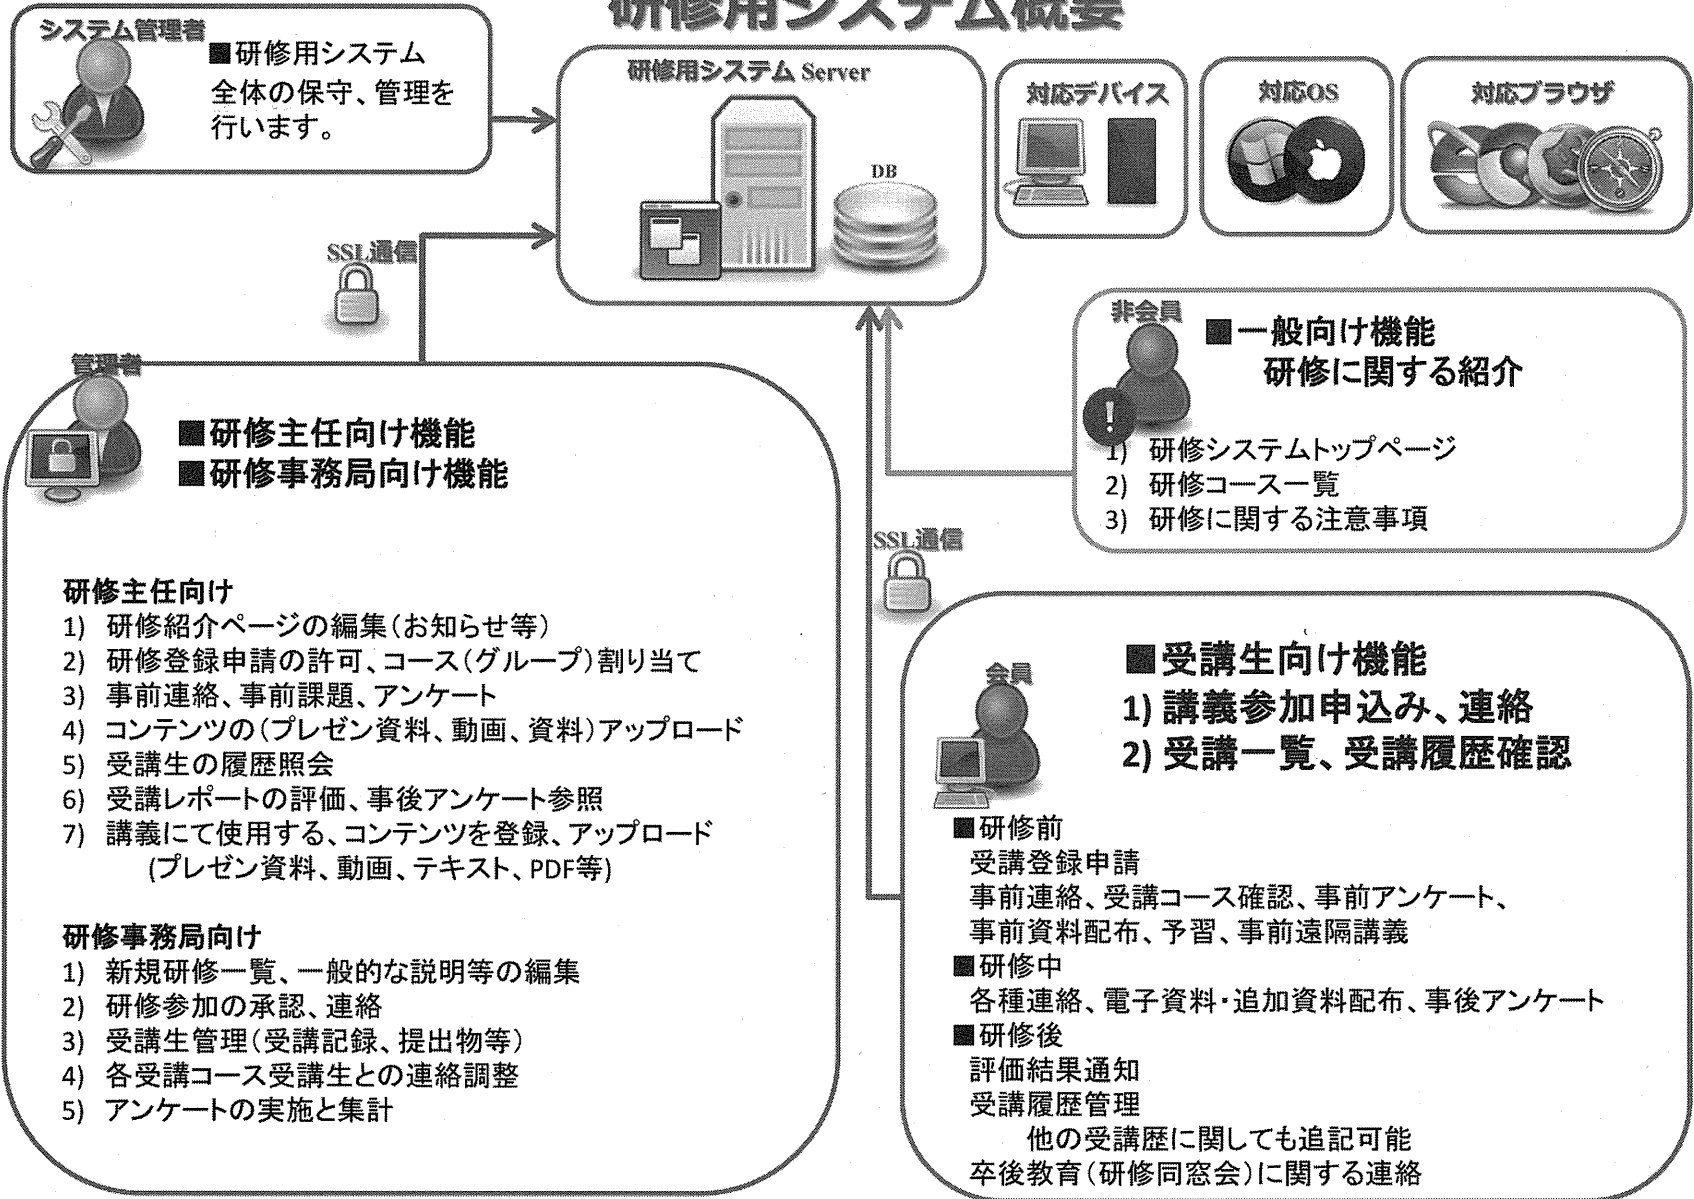 研修用システム概要
システム管理者
■研修用システム
全体の保守、管理を
行います。
研修用システム Server
DB
対応デバイス
対応OS
対応ブラウザ
SSL通信
管理者
■研修主任向け機能
■研修事務局向け機能
研修主任向け
1) 研修紹介ページの編集(お知らせ等)
2) 研修登録申請の許可、コース(グループ)割り当て
3) 事前連絡、事前課題、アンケート
4) コンテンツの(プレゼン資料、動画、資料)アップロード
5) 受講生の履歴照会
6) 受講レポートの評価、事後アンケート参照
7) 講義にて使用する、コンテンツを登録、アップロード
(プレゼン資料、動画、テキスト、PDF等)
研修事務局向け
1) 新規研修一覧、一般的な説明等の編集
2) 研修参加の承認、連絡
3) 受講生管理(受講記録、提出物等)
4) 各受講コース受講生との連絡調整
5) アンケートの実施と集計
非会員
■一般向け機能
研修に関する紹介
!
1) 研修システムトップページ
2) 研修コース一覧
3) 研修に関する注意事項
SSL通信
会員
■受講生向け機能
1) 講義参加申込み、連絡
2) 受講一覧、受講履歴確認
■研修前
受講登録申請
事前連絡、受講コース確認、事前アンケート、
事前資料配布、予習、事前遠隔講義
■研修中
各種連絡、電子資料・追加資料配布、事後アンケート
■研修後
評価結果通知
受講履歴管理
他の受講歴に関しても追記可能
卒後教育(研修同窓会)に関する連絡